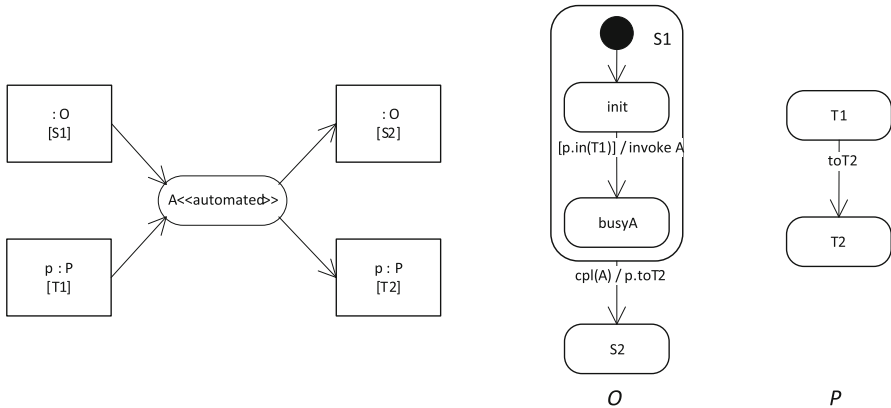 : O
[S1]
: O
[S2]
A<<automated>>
p : P
[T1]
p : P
[T2]
S1
init
[p.in(T1)] / invoke A
busyA
cpl(A) / p.toT2
S2
O
T1
toT2
T2
P